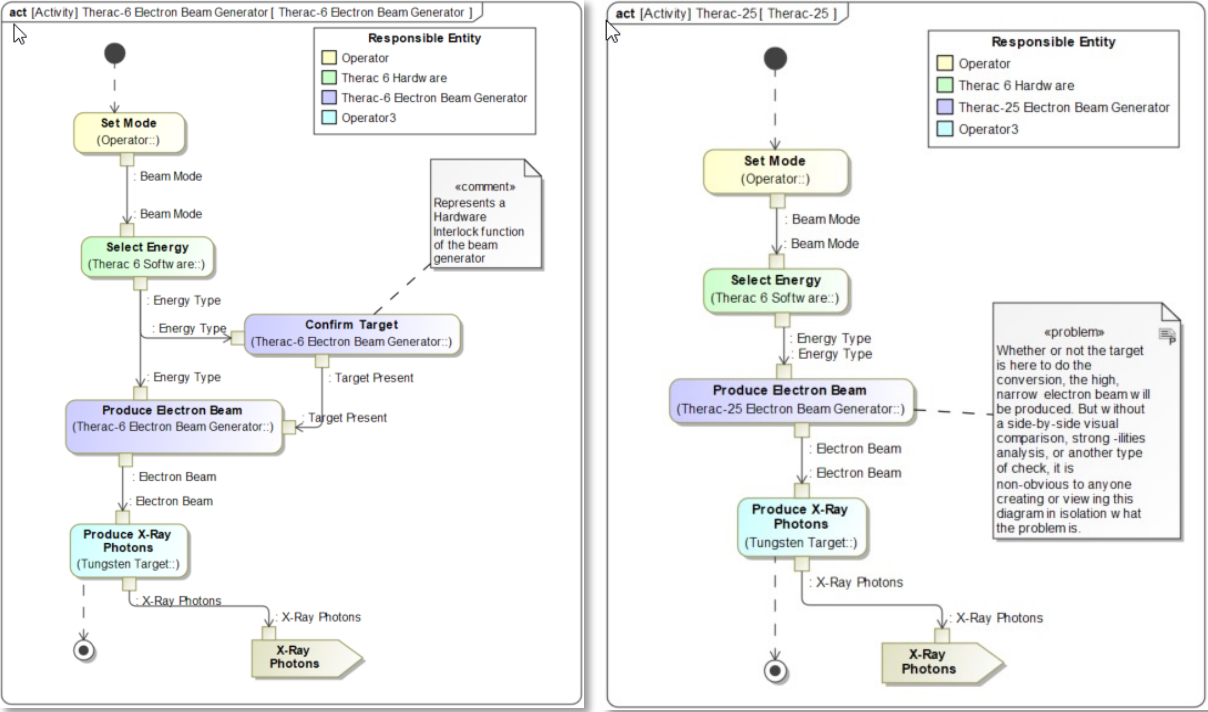 act [Activity] Therac-6 Electron Beam Generator [ Therac-6 Electron Beam Generator ]
Responsible Entity
Operator
Therac 6 Hardware
Therac-6 Electron Beam Generator
Operator3
Set Mode
(Operator::)
: Beam Mode
: Beam Mode
«comment»
Represents a
Hardware
Interlock function
of the beam
generator
Select Energy
(Therac 6 Software::)
: Energy Type
: Energy Type
Confirm Target
(Therac-6 Electron Beam Generator::)
: Energy Type
: Target Present
: Target Present
Produce Electron Beam
(Therac-6 Electron Beam Generator::)
: Electron Beam
: Electron Beam
Produce X-Ray
Photons
(Tungsten Target::)
: X-Ray Photons
: X-Ray Photons
X-Ray
Photons
act [Activity] Therac-25 [ Therac-25 ]
Responsible Entity
Operator
Therac 6 Hardware
Therac-25 Electron Beam Generator
Operator3
Set Mode
(Operator::)
: Beam Mode
: Beam Mode
Select Energy
(Therac 6 Software::)
: Energy Type
: Energy Type
Produce Electron Beam
(Therac-25 Electron Beam Generator::)
«problem»
P
Whether or not the target
is here to do the
conversion, the high,
narrow electron beam will
be produced. But without
a side-by-side visual
comparison, strong -ilities
analysis, or another type
of check, it is
non-obvious to anyone
creating or viewing this
diagram in isolation what
the problem is.
: Electron Beam
: Electron Beam
Produce X-Ray
Photons
(Tungsten Target::)
: X-Ray Photons
: X-Ray Photons
X-Ray
Photons